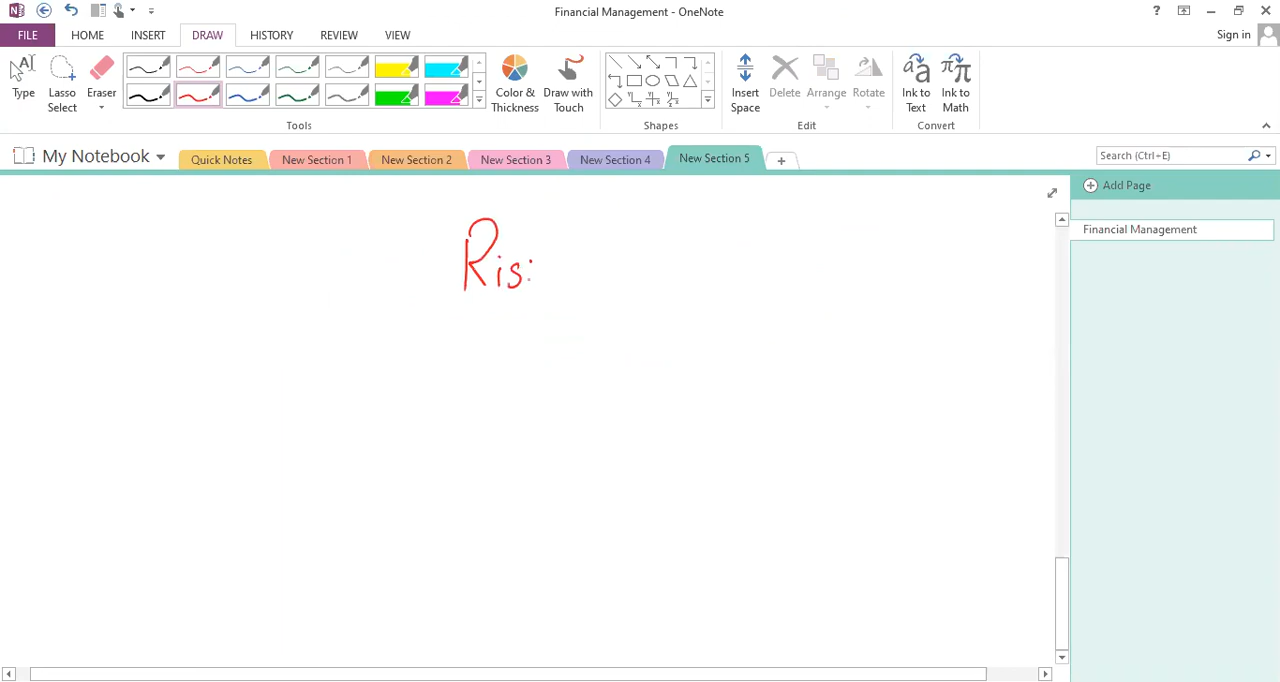 Financial Management - OneNote
?
FILE
HOME
INSERT
DRAW
HISTORY
REVIEW
VIEW
Sign in
Type
Lasso Select
Eraser
Color & Thickness
Draw with Touch
Insert Space
Delete
Arrange
Rotate
Ink to Text
Ink to Math
Tools
Shapes
Edit
Convert
My Notebook
Quick Notes
New Section 1
New Section 2
New Section 3
New Section 4
New Section 5
Search (Ctrl+E)
Add Page
Financial Management
Ris: